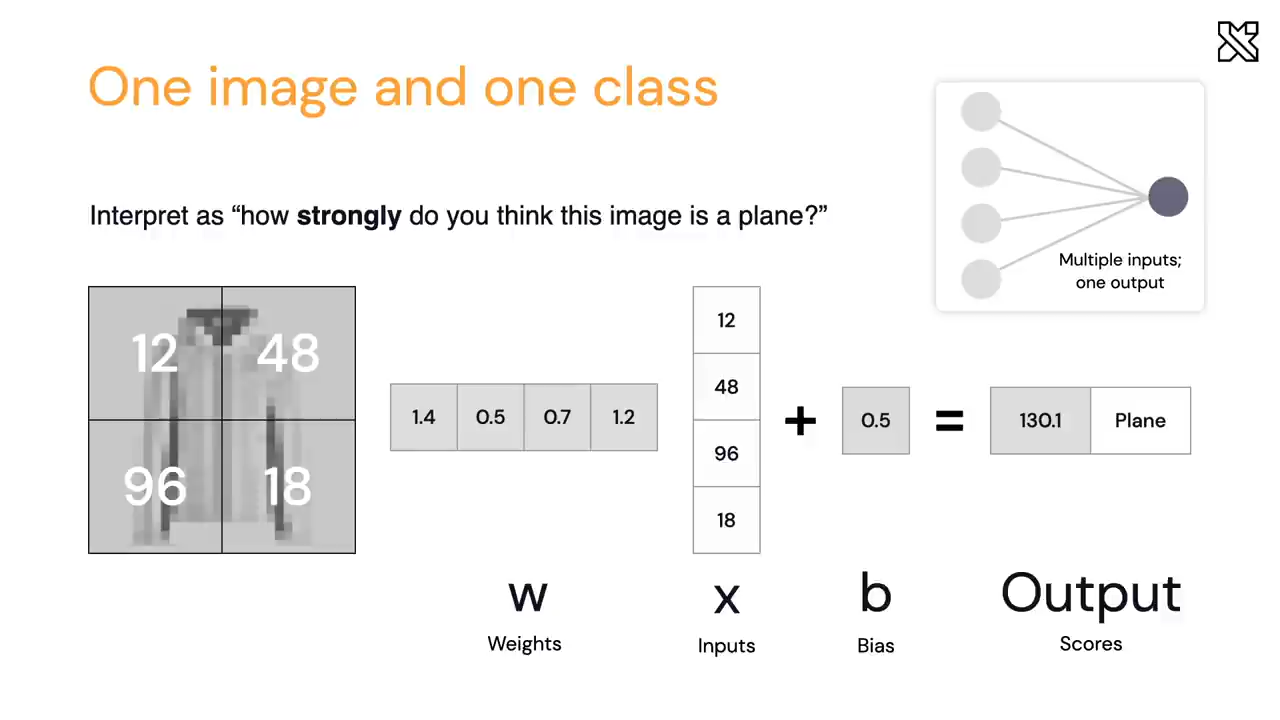 One image and one class
Interpret as “how strongly do you think this image is a plane?”
Multiple inputs;
one output
12 48
96 18
1.4 0.5 0.7 1.2
12
48
96
18
+
0.5
=
130.1 Plane
w
Weights
x
Inputs
b
Bias
Output
Scores